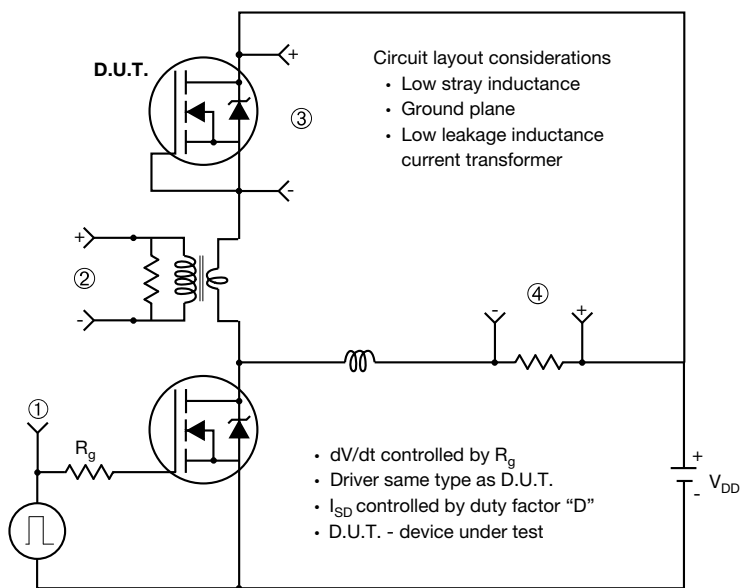 D.U.T.
+
Circuit layout considerations
• Low stray inductance
• Ground plane
• Low leakage inductance
current transformer
③
-
+
②
-
④
- +
①
R_g
• dV/dt controlled by R_g
• Driver same type as D.U.T.
• I_SD controlled by duty factor “D”
• D.U.T. - device under test
+
V_DD
-